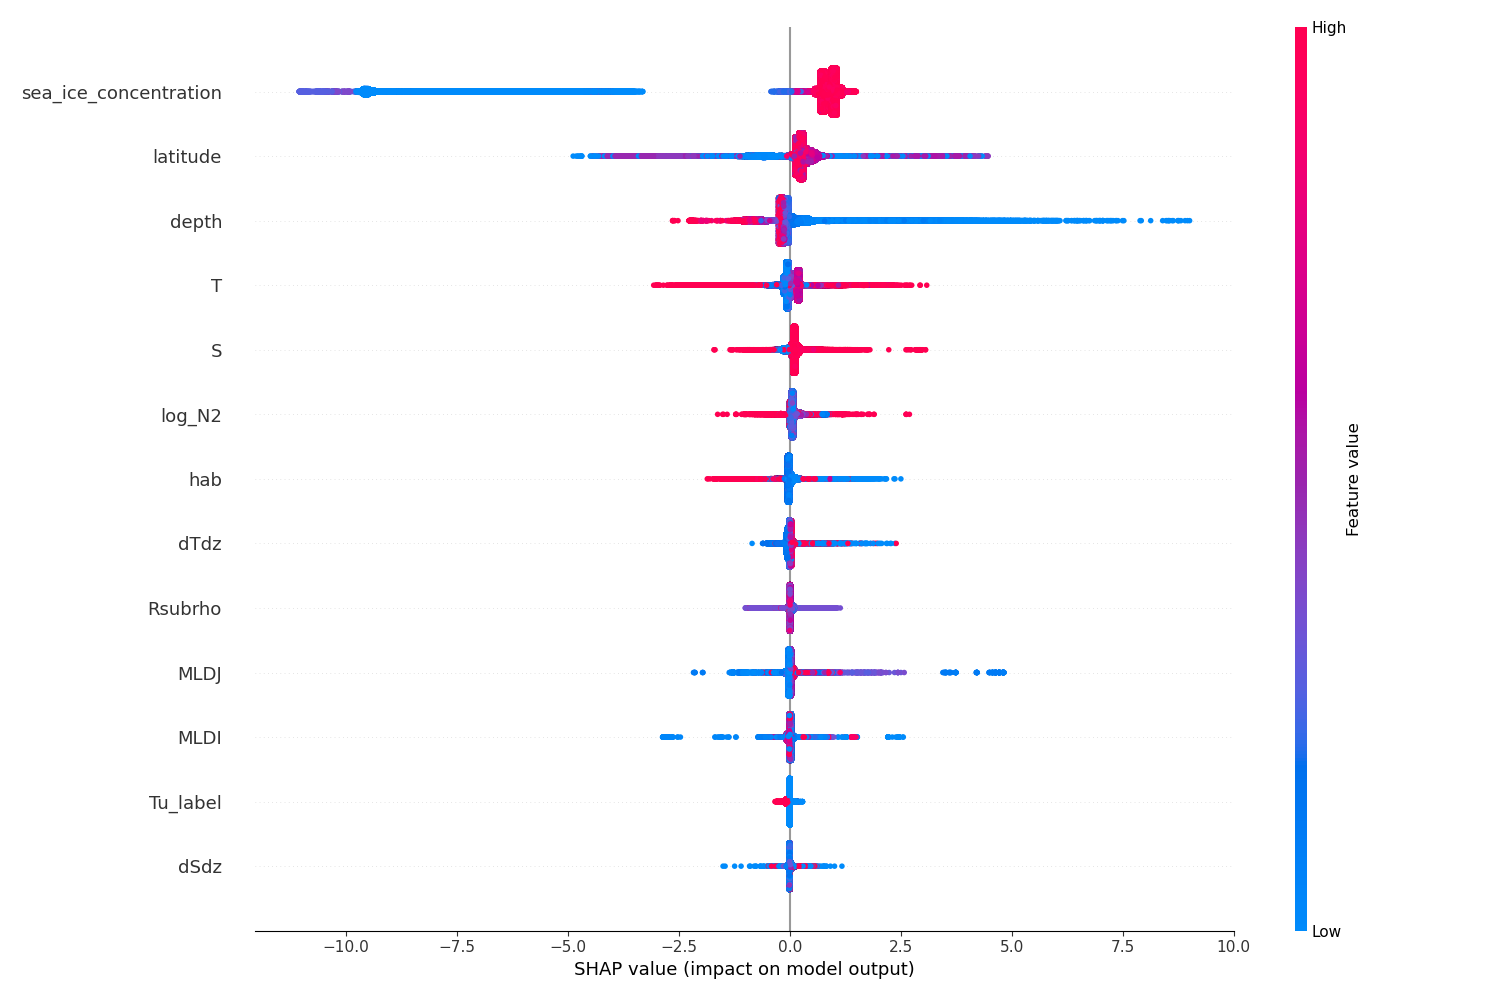 High
sea_ice_concentration
latitude
depth
T
S
log_N2
hab
dTdz
Rsubrho
MLDJ
MLDI
Tu_label
dSdz
Feature value
Low
−10.0 −7.5 −5.0 −2.5 0.0 2.5 5.0 7.5 10.0
SHAP value (impact on model output)